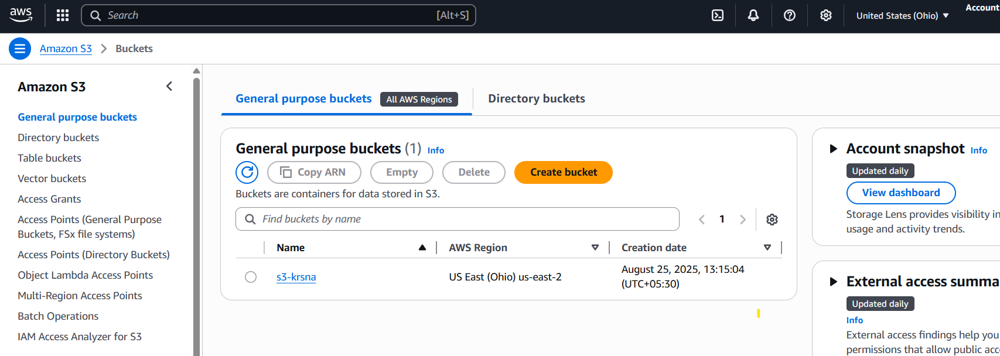 aws
Search
[Alt+S]
United States (Ohio)
Account
Amazon S3
Buckets
Amazon S3
General purpose buckets
Directory buckets
Table buckets
Vector buckets
Access Grants
Access Points (General Purpose
Buckets, FSx file systems)
Access Points (Directory Buckets)
Object Lambda Access Points
Multi-Region Access Points
Batch Operations
IAM Access Analyzer for S3
General purpose buckets
All AWS Regions
Directory buckets
General purpose buckets (1) Info
Copy ARN
Empty
Delete
Create bucket
Buckets are containers for data stored in S3.
Find buckets by name
1
Name
AWS Region
Creation date
s3-krsna
US East (Ohio) us-east-2
August 25, 2025, 13:15:04
(UTC+05:30)
Account snapshot Info
Updated daily
View dashboard
Storage Lens provides visibility in
usage and activity trends.
External access summa
Updated daily
Info
External access findings help you
permissions that allow public acc